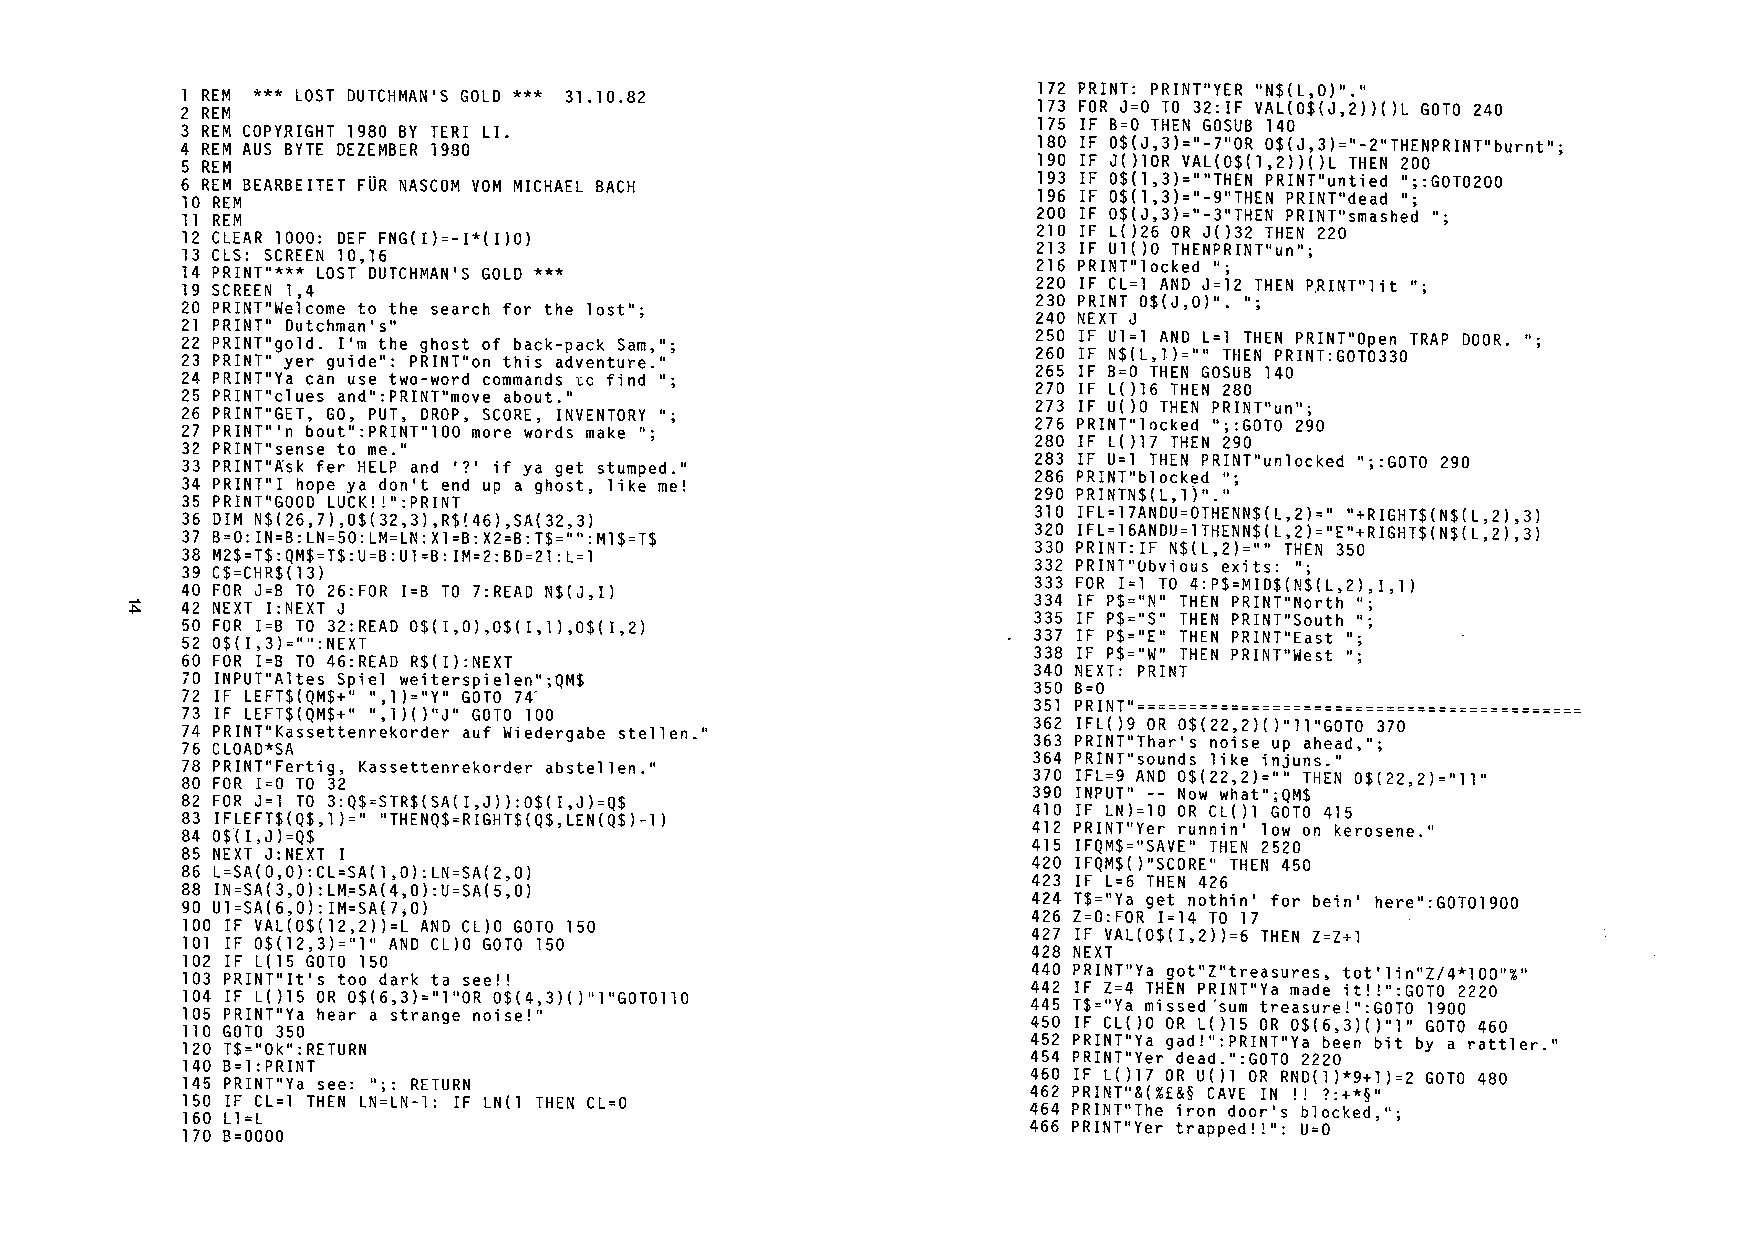 1 REM  *** LOST DUTCHMAN'S GOLD ***  31.10.82
2 REM
3 REM COPYRIGHT 1980 BY TERI LI.
4 REM AUS BYTE DEZEMBER 1980
5 REM
6 REM BEARBEITET FÜR NASCOM VOM MICHAEL BACH
10 REM
11 REM
12 CLEAR 1000: DEF FNG(I)=-I*(I)0)
13 CLS: SCREEN 10,16
14 PRINT"*** LOST DUTCHMAN'S GOLD ***
19 SCREEN 1,4
20 PRINT"Welcome to the search for the lost";
21 PRINT" Dutchman's"
22 PRINT"gold. I'm the ghost of back-pack Sam,";
23 PRINT" yer guide": PRINT"on this adventure."
24 PRINT"Ya can use two-word commands to find ";
25 PRINT"clues and":PRINT"move about."
26 PRINT"GET, GO, PUT, DROP, SCORE, INVENTORY ";
27 PRINT"'n bout":PRINT"100 more words make ";
32 PRINT"sense to me."
33 PRINT"Ask fer HELP and '?' if ya get stumped."
34 PRINT"I hope ya don't end up a ghost, like me!
35 PRINT"GOOD LUCK!!":PRINT
36 DIM N$(26,7),O$(32,3),R$(46),SA(32,3)
37 B=0:IN=B:LN=50:LM=LN:X1=B:X2=B:T$="":M1$=T$
38 M2$=T$:QM$=T$:U=B:U1=B:IM=2:BD=21:L=1
39 C$=CHR$(13)
40 FOR J=B TO 26:FOR I=B TO 7:READ N$(J,I)
42 NEXT I:NEXT J
50 FOR I=B TO 32:READ O$(I,0),O$(I,1),O$(I,2)
52 O$(I,3)="":NEXT
60 FOR I=B TO 46:READ R$(I):NEXT
70 INPUT"Altes Spiel weiterspielen";QM$
72 IF LEFT$(QM$+" ",1)="Y" GOTO 74
73 IF LEFT$(QM$+" ",1)()"J" GOTO 100
74 PRINT"Kassettenrekorder auf Wiedergabe stellen."
76 CLOAD*SA
78 PRINT"Fertig, Kassettenrekorder abstellen."
80 FOR I=0 TO 32
82 FOR J=1 TO 3:Q$=STR$(SA(I,J)):O$(I,J)=Q$
83 IFLEFT$(Q$,1)=" "THENQ$=RIGHT$(Q$,LEN(Q$)-1)
84 O$(I,J)=Q$
85 NEXT J:NEXT I
86 L=SA(0,0):CL=SA(1,0):LN=SA(2,0)
88 IN=SA(3,0):LM=SA(4,0):U=SA(5,0)
90 U1=SA(6,0):IM=SA(7,0)
100 IF VAL(O$(12,2))=L AND CL)0 GOTO 150
101 IF O$(12,3)="1" AND CL)0 GOTO 150
102 IF L(15 GOTO 150
103 PRINT"It's too dark ta see!!
104 IF L()15 OR O$(6,3)="1"OR O$(4,3)()"1"GOTO110
105 PRINT"Ya hear a strange noise!"
110 GOTO 350
120 T$="Ok":RETURN
140 B=1:PRINT
145 PRINT"Ya see: ";: RETURN
150 IF CL=1 THEN LN=LN-1: IF LN(1 THEN CL=0
160 L1=L
170 B=0000
14
172 PRINT: PRINT"YER "N$(L,0)"."
173 FOR J=0 TO 32:IF VAL(O$(J,2))()L GOTO 240
175 IF B=0 THEN GOSUB 140
180 IF O$(J,3)="-7"OR O$(J,3)="-2"THENPRINT"burnt";
190 IF J()1OR VAL(O$(1,2))()L THEN 200
193 IF O$(1,3)=""THEN PRINT"untied ";:GOTO200
196 IF O$(1,3)="-9"THEN PRINT"dead ";
200 IF O$(J,3)="-3"THEN PRINT"smashed ";
210 IF L()26 OR J()32 THEN 220
213 IF U1()0 THENPRINT"un";
216 PRINT"locked ";
220 IF CL=1 AND J=12 THEN PRINT"lit ";
230 PRINT O$(J,0)". ";
240 NEXT J
250 IF U1=1 AND L=1 THEN PRINT"Open TRAP DOOR. ";
260 IF N$(L,1)="" THEN PRINT:GOTO330
265 IF B=0 THEN GOSUB 140
270 IF L()16 THEN 280
273 IF U()0 THEN PRINT"un";
276 PRINT"locked ";:GOTO 290
280 IF L()17 THEN 290
283 IF U=1 THEN PRINT"unlocked ";:GOTO 290
286 PRINT"blocked ";
290 PRINTN$(L,1)"."
310 IFL=17ANDU=0THENN$(L,2)=" "+RIGHT$(N$(L,2),3)
320 IFL=16ANDU=1THENN$(L,2)="E"+RIGHT$(N$(L,2),3)
330 PRINT:IF N$(L,2)="" THEN 350
332 PRINT"Obvious exits: ";
333 FOR I=1 TO 4:P$=MID$(N$(L,2),I,1)
334 IF P$="N" THEN PRINT"North ";
335 IF P$="S" THEN PRINT"South ";
337 IF P$="E" THEN PRINT"East ";
338 IF P$="W" THEN PRINT"West ";
340 NEXT: PRINT
350 B=0
351 PRINT"===========================================
362 IFL()9 OR O$(22,2)()"11"GOTO 370
363 PRINT"Thar's noise up ahead,";
364 PRINT"sounds like injuns."
370 IFL=9 AND O$(22,2)="" THEN O$(22,2)="11"
390 INPUT" -- Now what";QM$
410 IF LN)=10 OR CL()1 GOTO 415
412 PRINT"Yer runnin' low on kerosene."
415 IFQM$="SAVE" THEN 2520
420 IFQM$()"SCORE" THEN 450
423 IF L=6 THEN 426
424 T$="Ya get nothin' for bein' here":GOTO1900
426 Z=0:FOR I=14 TO 17
427 IF VAL(O$(I,2))=6 THEN Z=Z+1
428 NEXT
440 PRINT"Ya got"Z"treasures, tot'lin"Z/4*100"%"
442 IF Z=4 THEN PRINT"Ya made it!!":GOTO 2220
445 T$="Ya missed sum treasure!":GOTO 1900
450 IF CL()0 OR L()15 OR O$(6,3)()"1" GOTO 460
452 PRINT"Ya gad!":PRINT"Ya been bit by a rattler."
454 PRINT"Yer dead.":GOTO 2220
460 IF L()17 OR U()1 OR RND(1)*9+1)=2 GOTO 480
462 PRINT"&(%£&§ CAVE IN !! ?:+*§"
464 PRINT"The iron door's blocked,";
466 PRINT"Yer trapped!!": U=0